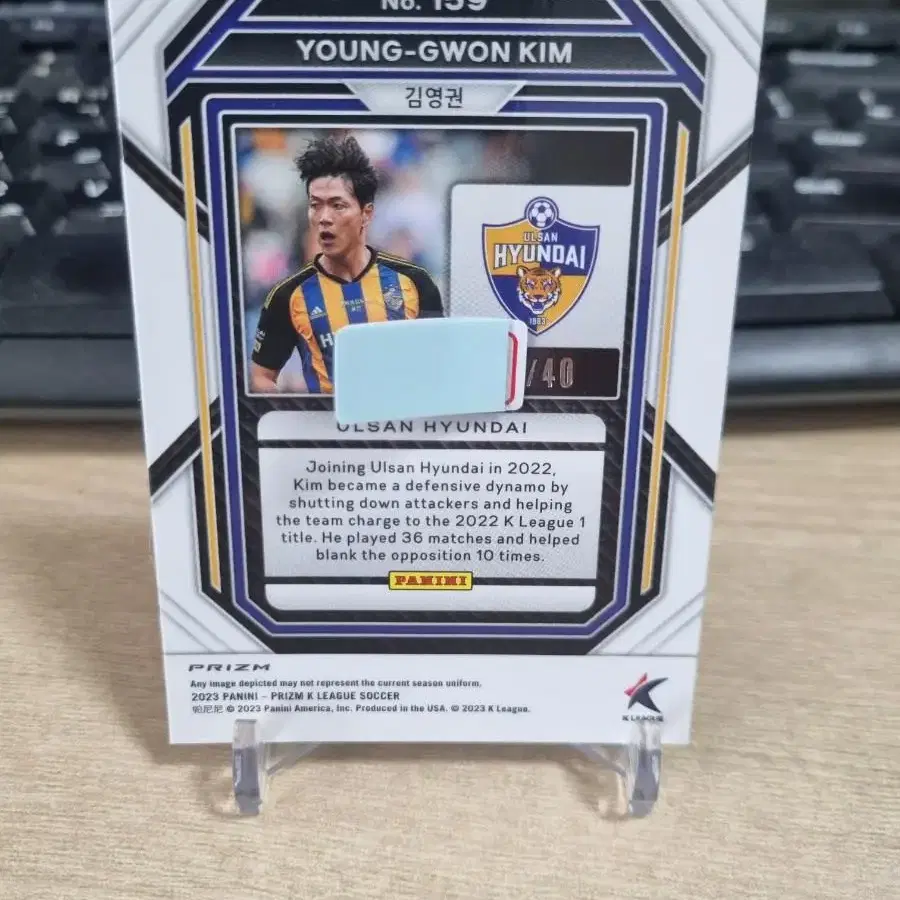 No. 159
YOUNG-GWON KIM
김영권
ULSAN
HYUNDAI
1983
/40
ULSAN HYUNDAI
Joining Ulsan Hyundai in 2022,
Kim became a defensive dynamo by
shutting down attackers and helping
the team charge to the 2022 K League 1
title. He played 36 matches and helped
blank the opposition 10 times.
PANINI
PRIZM
Any image depicted may not represent the current season uniform.
2023 PANINI – PRIZM K LEAGUE SOCCER
帕尼尼 © 2023 Panini America, Inc. Produced in the USA. © 2023 K League.
K LEAGUE